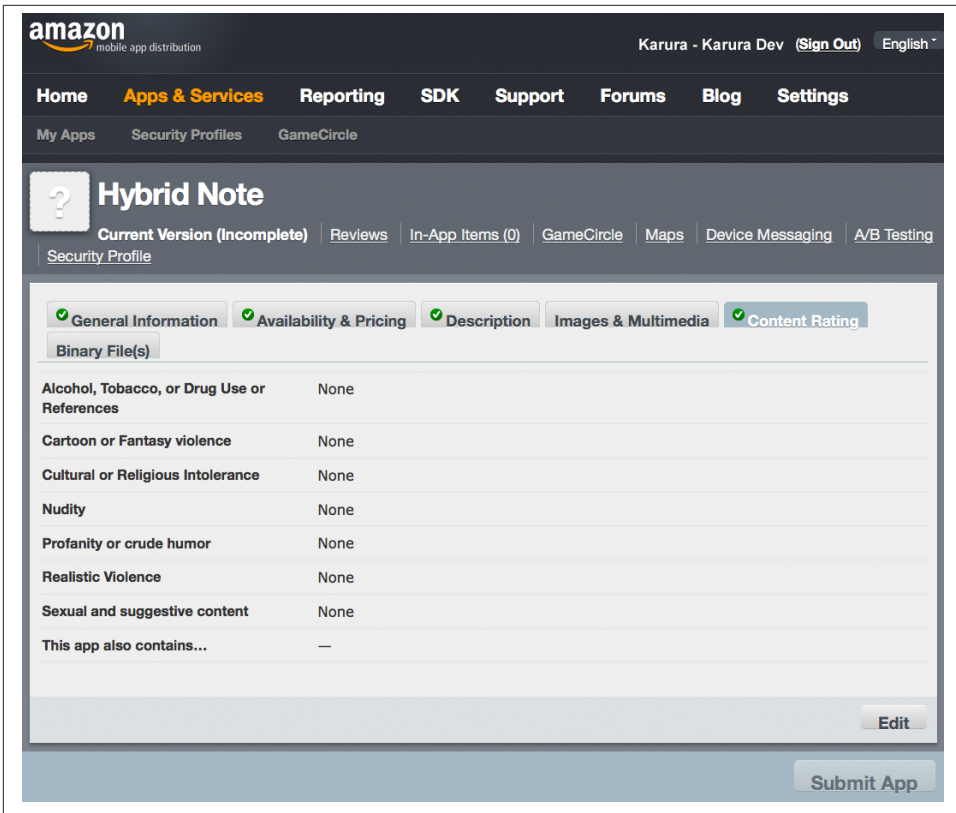 amazon
mobile app distribution
Karura - Karura Dev (Sign Out) English
Home Apps & Services Reporting SDK Support Forums Blog Settings
My Apps Security Profiles GameCircle
?
Hybrid Note
Current Version (Incomplete) Reviews In-App Items (0) GameCircle Maps Device Messaging A/B Testing
Security Profile
General Information Availability & Pricing Description Images & Multimedia Content Rating
Binary File(s)
Alcohol, Tobacco, or Drug Use or None
References
Cartoon or Fantasy violence None
Cultural or Religious Intolerance None
Nudity None
Profanity or crude humor None
Realistic Violence None
Sexual and suggestive content None
This app also contains... —
Edit
Submit App